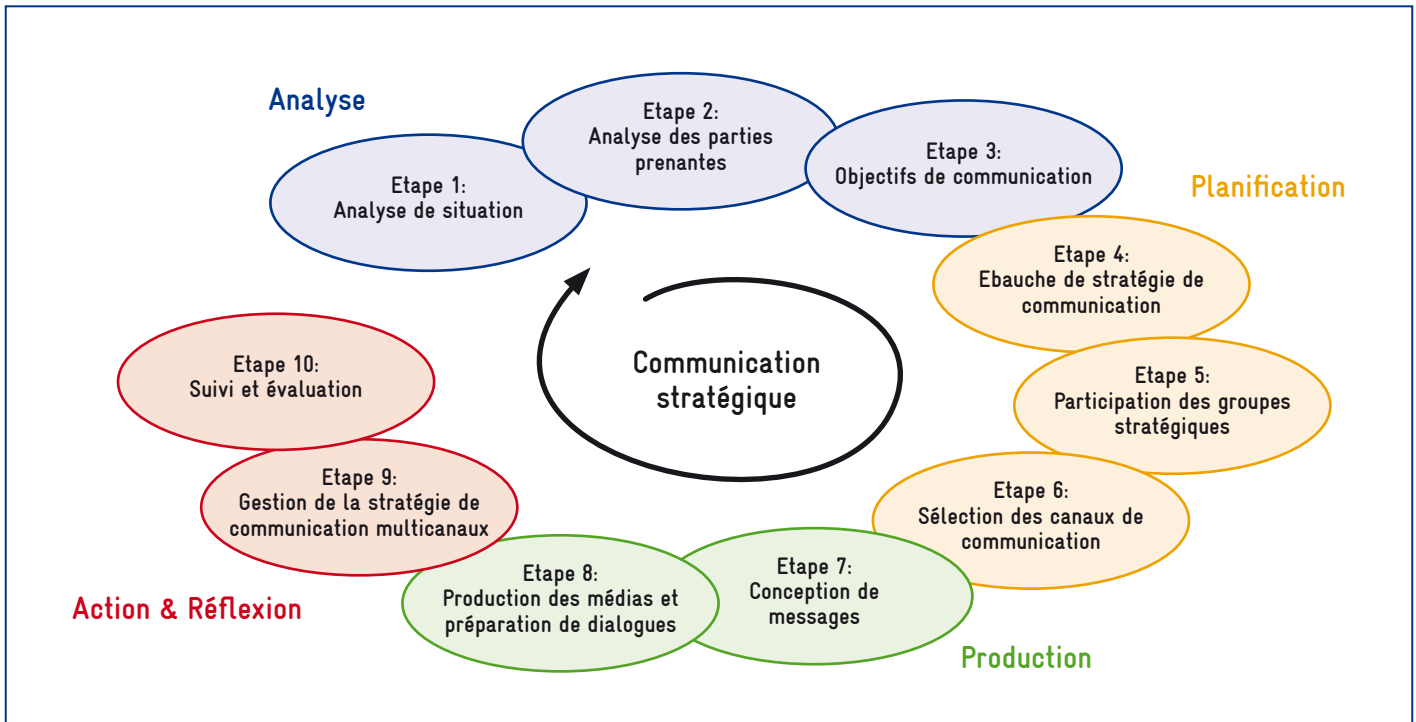 Analyse
Etape 1:
Analyse de situation
Etape 2:
Analyse des parties
prenantes
Etape 3:
Objectifs de communication
Planification
Etape 4:
Ebauche de stratégie de
communication
Etape 5:
Participation des groupes
stratégiques
Etape 6:
Sélection des canaux de
communication
Production
Etape 7:
Conception de
messages
Etape 8:
Production des médias et
préparation de dialogues
Action & Réflexion
Etape 9:
Gestion de la stratégie de
communication multicanaux
Etape 10:
Suivi et évaluation
Communication
stratégique